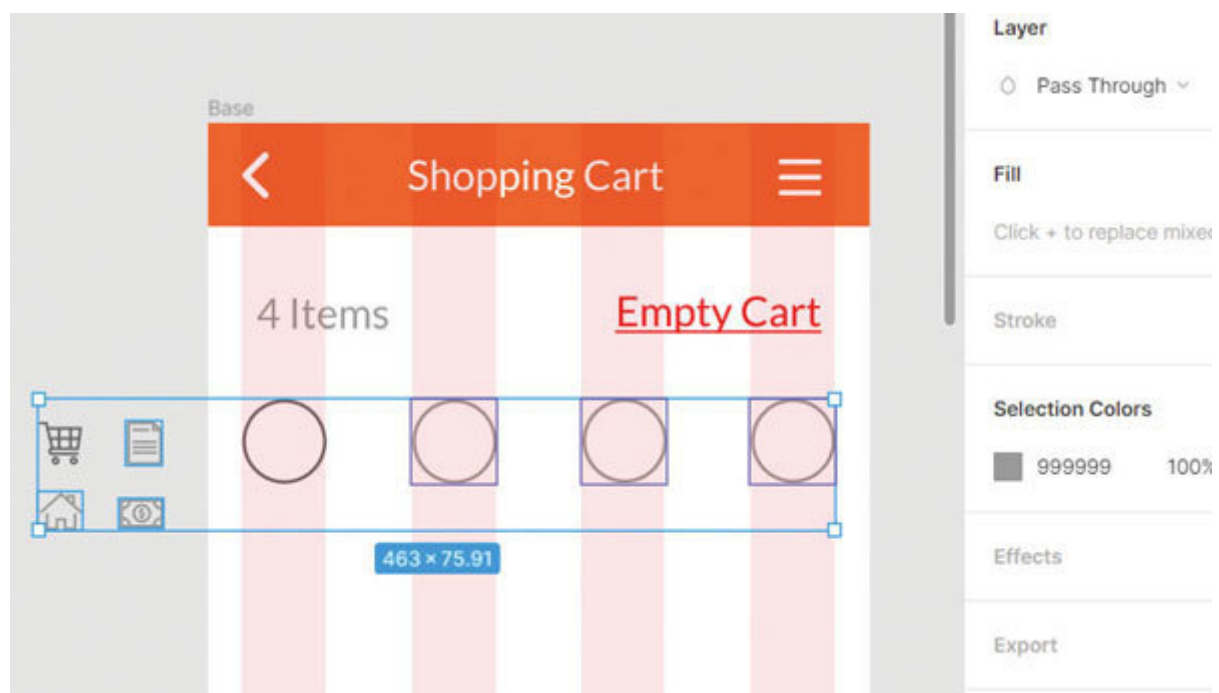 Layer
Pass Through
Base
Shopping Cart
Fill
Click + to replace mixed
4 Items
Empty Cart
Stroke
Selection Colors
999999 100%
463 × 75.91
Effects
Export